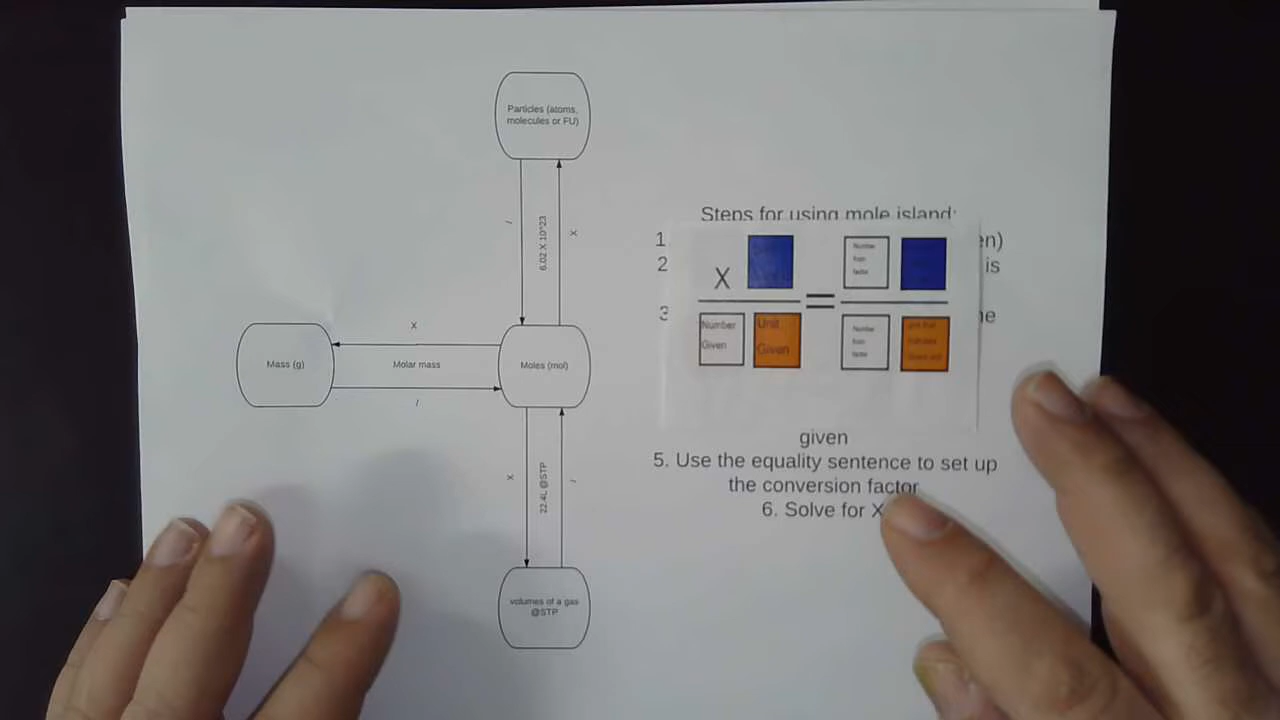 Particles (atoms,
molecules or FU)
/
6.02 X 10^23
X
X
Mass (g)
Molar mass
Moles (mol)
/
X
22.4L @STP
/
volumes of a gas
@STP
Steps for using mole island:
1
en)
2
is
3
X
=
Number
from
factor
Number
Given
Unit
Given
Number
from
factor
given
5. Use the equality sentence to set up
the conversion factor
6. Solve for X